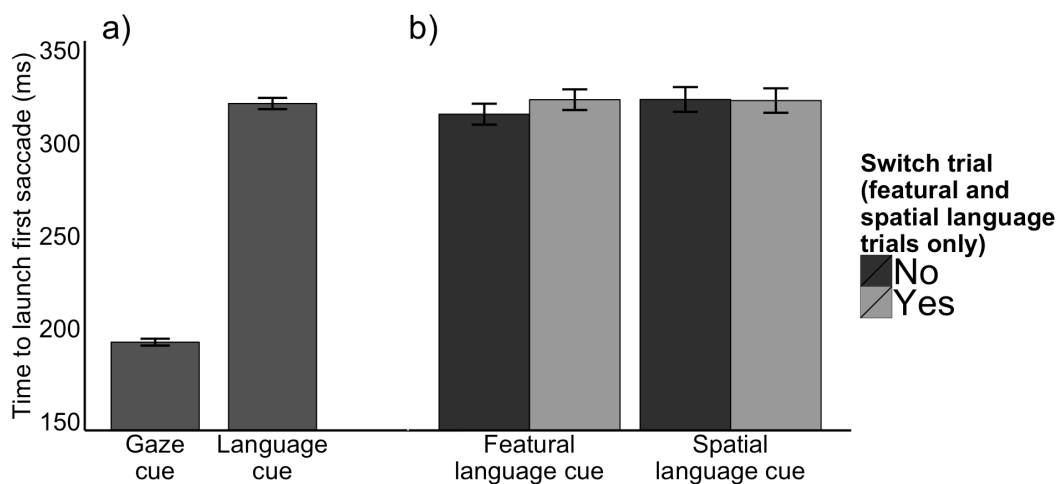 a)
b)
Time to launch first saccade (ms)
350
300
250
200
150
Gaze
cue
Language
cue
Featural
language cue
Spatial
language cue
Switch trial
(featural and
spatial language
trials only)
No
Yes